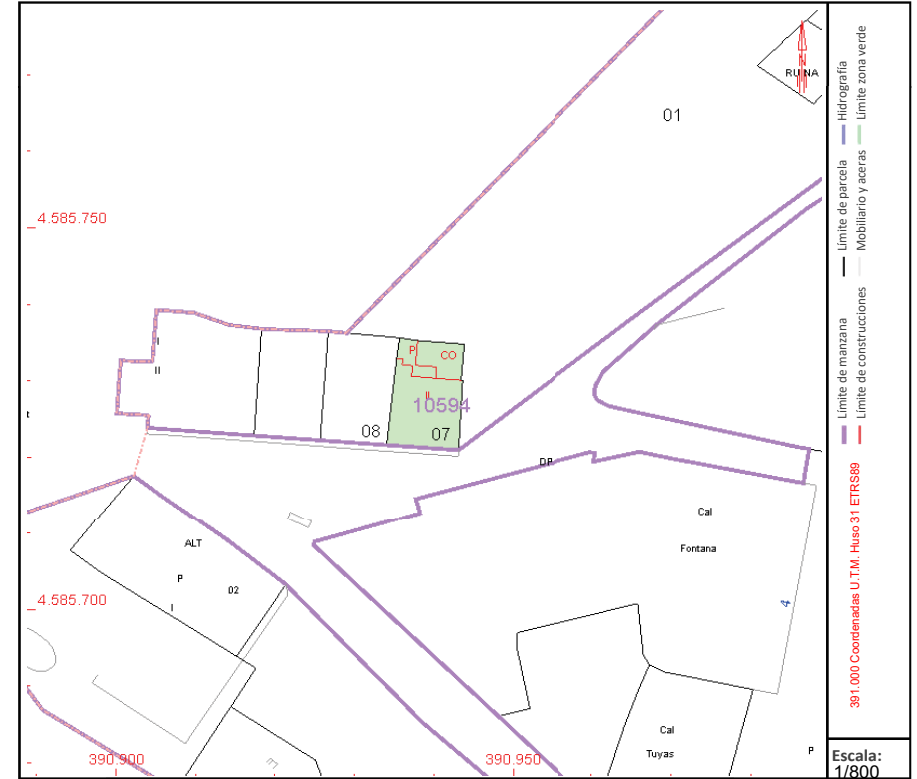 RUINA
01
4.585.750
I
II
P
CO
II
10594
08
07
DP
Cal
Fontana
ALT
P
02
I
4.585.700
4
Cal
Tuyas
P
E
390.900
390.950
Límite de manzana
Límite de parcela
Hidrografía
Límite de construcciones
Mobiliario y aceras
Límite zona verde
391.000 Coordenadas U.T.M. Huso 31 ETRS89
Escala:
1/800